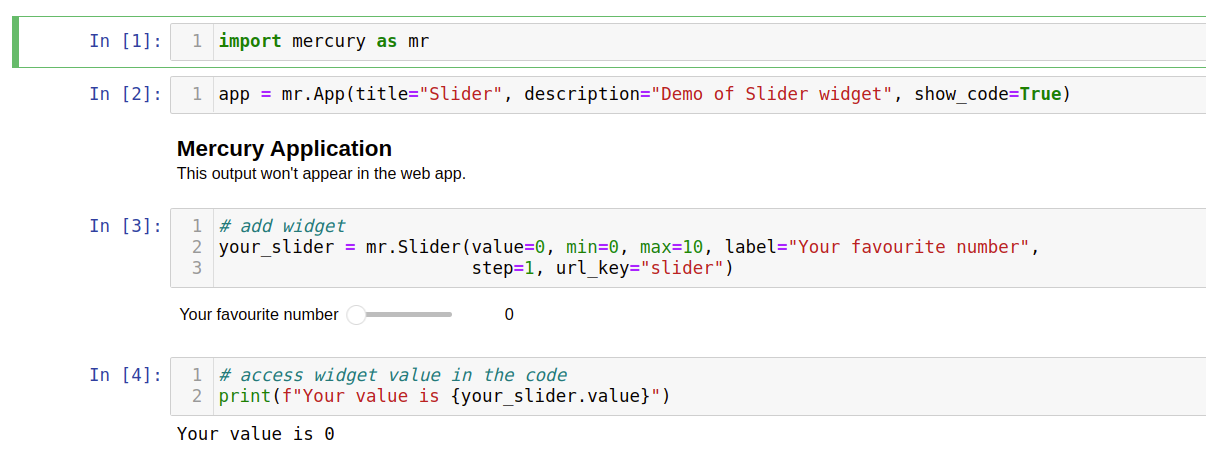 In [1]: 1 import mercury as mr
In [2]: 1 app = mr.App(title="Slider", description="Demo of Slider widget", show_code=True)
Mercury Application
This output won't appear in the web app.
In [3]: 1 # add widget
2 your_slider = mr.Slider(value=0, min=0, max=10, label="Your favourite number",
3                         step=1, url_key="slider")
Your favourite number 0
In [4]: 1 # access widget value in the code
2 print(f"Your value is {your_slider.value}")
Your value is 0